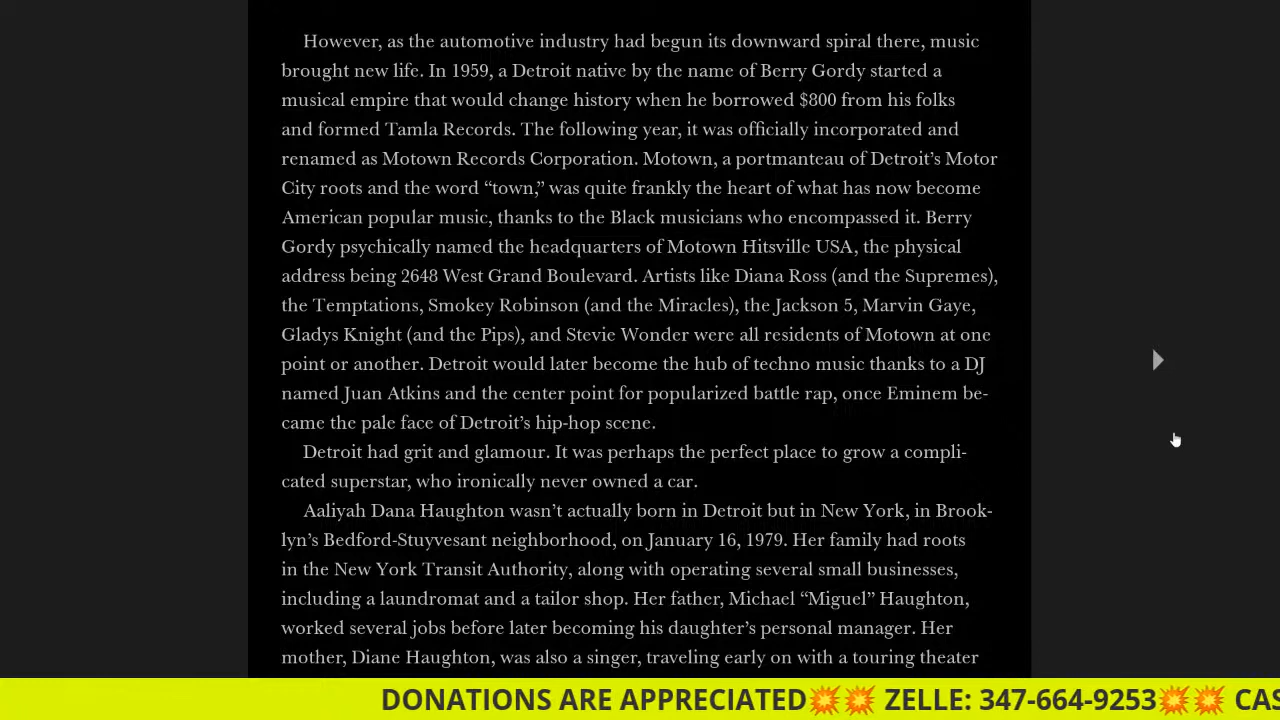 However, as the automotive industry had begun its downward spiral there, music
brought new life. In 1959, a Detroit native by the name of Berry Gordy started a
musical empire that would change history when he borrowed $800 from his folks
and formed Tamla Records. The following year, it was officially incorporated and
renamed as Motown Records Corporation. Motown, a portmanteau of Detroit’s Motor
City roots and the word “town,” was quite frankly the heart of what has now become
American popular music, thanks to the Black musicians who encompassed it. Berry
Gordy psychically named the headquarters of Motown Hitsville USA, the physical
address being 2648 West Grand Boulevard. Artists like Diana Ross (and the Supremes),
the Temptations, Smokey Robinson (and the Miracles), the Jackson 5, Marvin Gaye,
Gladys Knight (and the Pips), and Stevie Wonder were all residents of Motown at one
point or another. Detroit would later become the hub of techno music thanks to a DJ
named Juan Atkins and the center point for popularized battle rap, once Eminem be-
came the pale face of Detroit’s hip-hop scene.
Detroit had grit and glamour. It was perhaps the perfect place to grow a compli-
cated superstar, who ironically never owned a car.
Aaliyah Dana Haughton wasn’t actually born in Detroit but in New York, in Brook-
lyn’s Bedford-Stuyvesant neighborhood, on January 16, 1979. Her family had roots
in the New York Transit Authority, along with operating several small businesses,
including a laundromat and a tailor shop. Her father, Michael “Miguel” Haughton,
worked several jobs before later becoming his daughter’s personal manager. Her
mother, Diane Haughton, was also a singer, traveling early on with a touring theater
DONATIONS ARE APPRECIATED💥💥 ZELLE: 347-664-9253💥💥 CAS